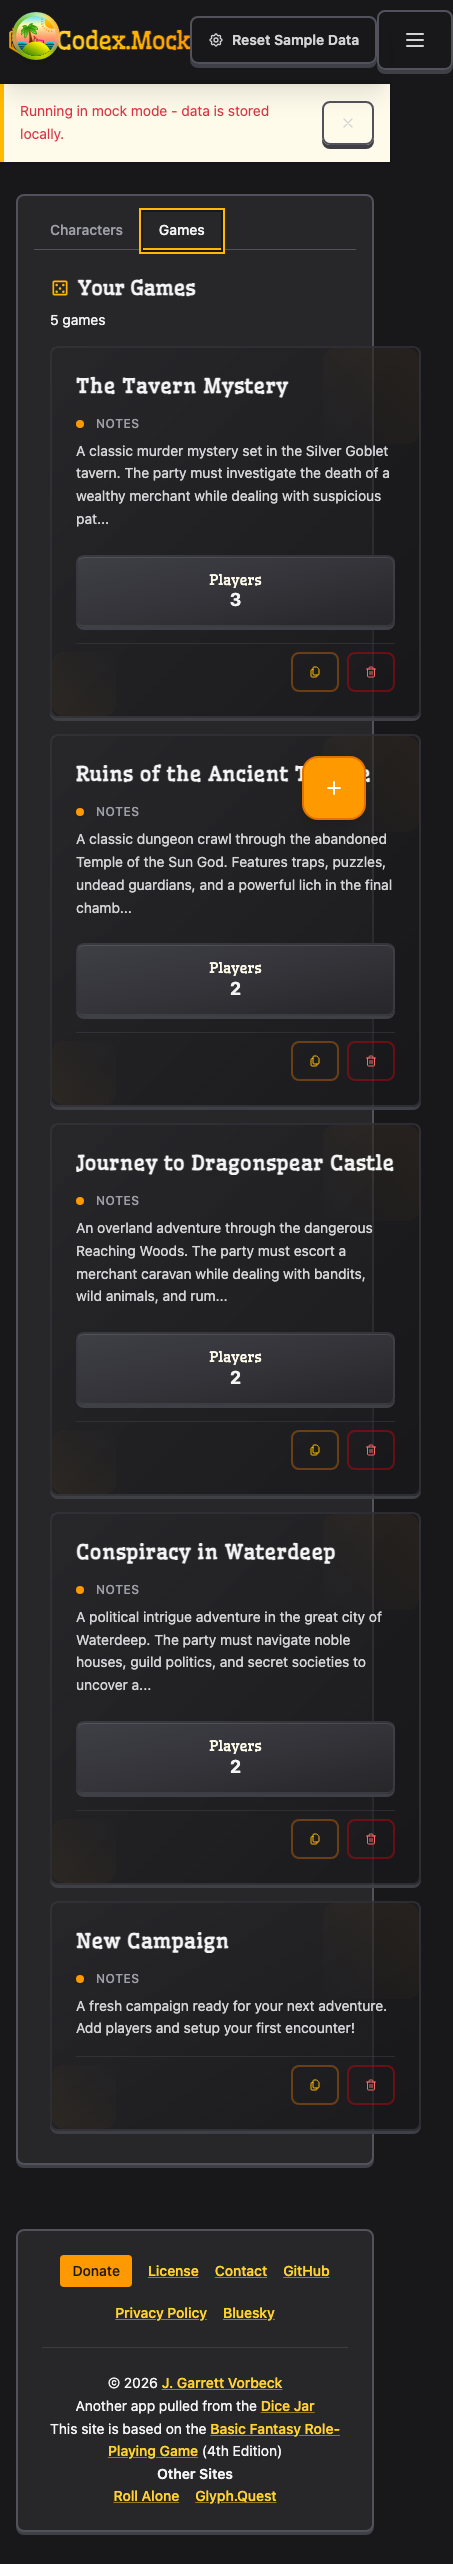 Codex.Mock
Reset Sample Data
Running in mock mode - data is stored
locally.
Characters
Games
Your Games
5 games
The Tavern Mystery
NOTES
A classic murder mystery set in the Silver Goblet
tavern. The party must investigate the death of a
wealthy merchant while dealing with suspicious
pat...
Players
3
Ruins of the Ancient
NOTES
A classic dungeon crawl through the abandoned
Temple of the Sun God. Features traps, puzzles,
undead guardians, and a powerful lich in the final
chamb...
Players
2
Journey to Dragonspear Castle
NOTES
An overland adventure through the dangerous
Reaching Woods. The party must escort a
merchant caravan while dealing with bandits,
wild animals, and rum...
Players
2
Conspiracy in Waterdeep
NOTES
A political intrigue adventure in the great city of
Waterdeep. The party must navigate noble
houses, guild politics, and secret societies to
uncover a...
Players
2
New Campaign
NOTES
A fresh campaign ready for your next adventure.
Add players and setup your first encounter!
Donate License Contact GitHub
Privacy Policy Bluesky
© 2026 J. Garrett Vorbeck
Another app pulled from the Dice Jar
This site is based on the Basic Fantasy Role-
Playing Game (4th Edition)
Other Sites
Roll Alone Glyph.Quest